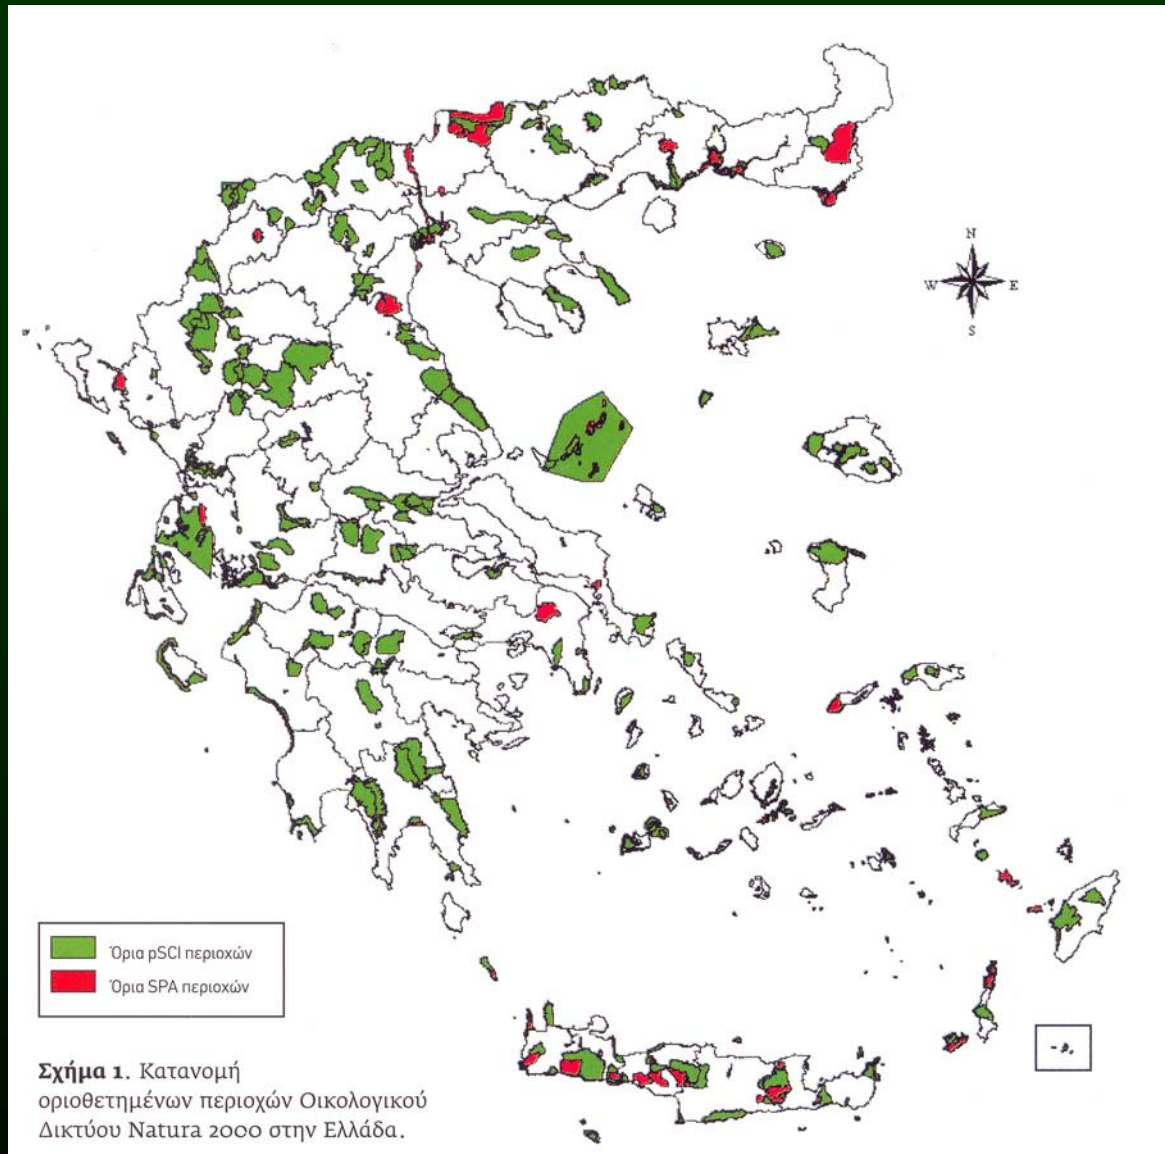 N
W E
S
Όρια pSCI περιοχών
Όρια SPA περιοχών
Σχήμα 1. Κατανομή
οριοθετημένων περιοχών Οικολογικού
Δικτύου Natura 2000 στην Ελλάδα.